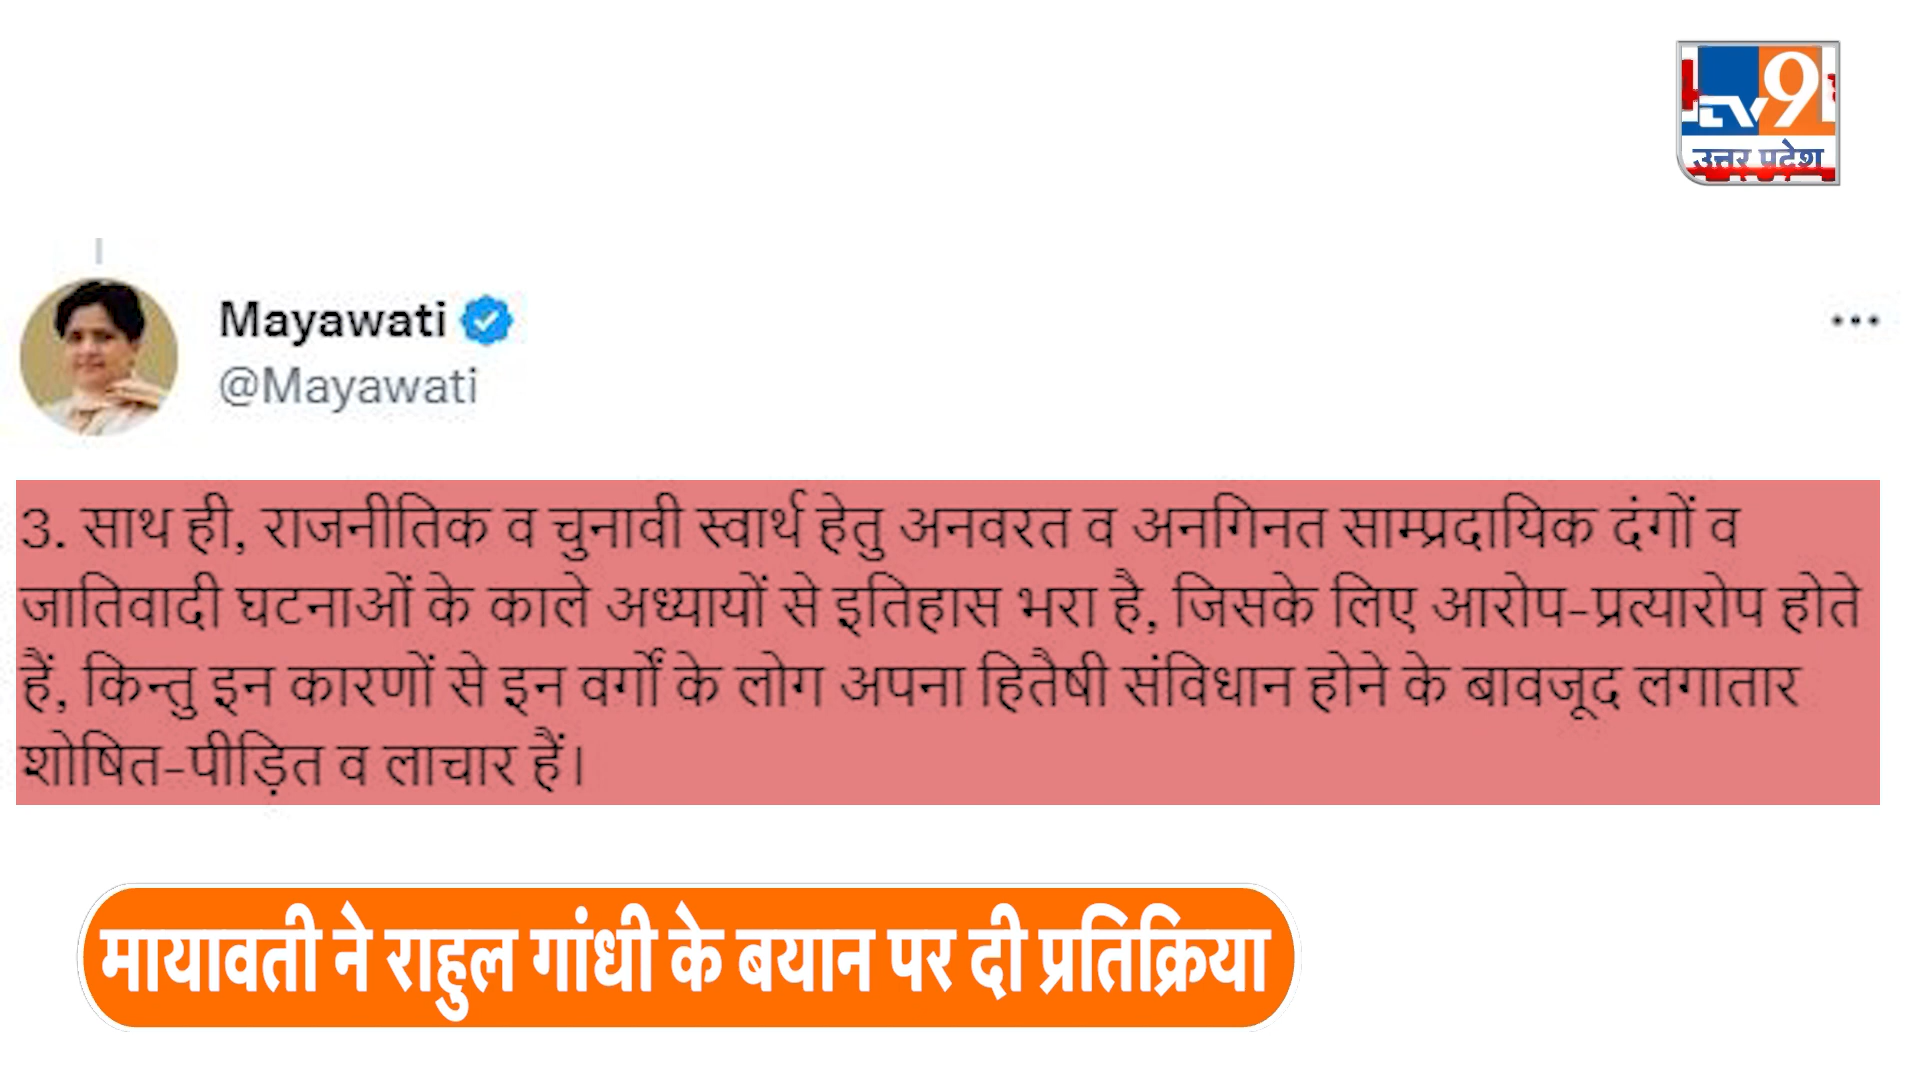 tv9
उत्तर प्रदेश
Mayawati
@Mayawati
3. साथ ही, राजनीतिक व चुनावी स्वार्थ हेतु अनवरत व अनगिनत साम्प्रदायिक दंगों व
जातिवादी घटनाओं के काले अध्यायों से इतिहास भरा है, जिसके लिए आरोप-प्रत्यारोप होते
हैं, किन्तु इन कारणों से इन वर्गों के लोग अपना हितैषी संविधान होने के बावजूद लगातार
शोषित-पीड़ित व लाचार हैं।
मायावती ने राहुल गांधी के बयान पर दी प्रतिक्रिया